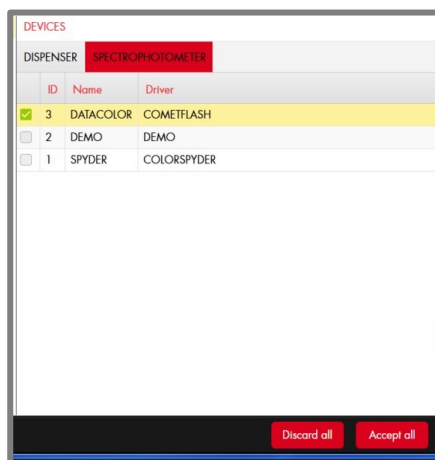 DEVICES
DISPENSER SPECTROPHOTOMETER
ID Name Driver
3 DATACOLOR COMETFLASH
2 DEMO DEMO
1 SPYDER COLORSPYDER
Discard all Accept all